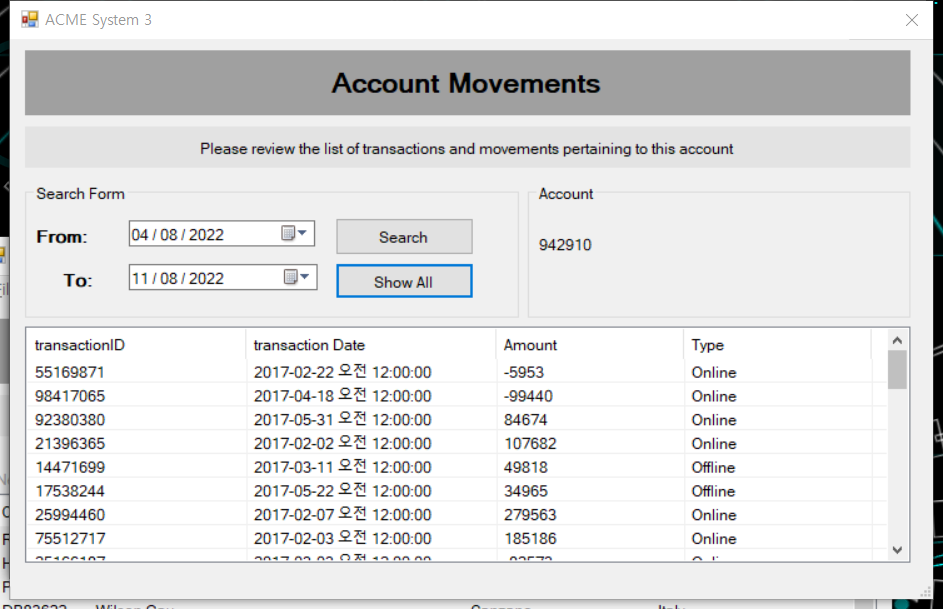 ACME System 3
Account Movements
Please review the list of transactions and movements pertaining to this account
Search Form
From: 04 / 08 / 2022 Search
To: 11 / 08 / 2022 Show All
Account
942910
transactionID transaction Date Amount Type
55169871 2017-02-22 오전 12:00:00 -5953 Online
98417065 2017-04-18 오전 12:00:00 -99440 Online
92380380 2017-05-31 오전 12:00:00 84674 Online
21396365 2017-02-02 오전 12:00:00 107682 Online
14471699 2017-03-11 오전 12:00:00 49818 Offline
17538244 2017-05-22 오전 12:00:00 34965 Offline
25994460 2017-02-07 오전 12:00:00 279563 Online
75512717 2017-02-03 오전 12:00:00 185186 Online